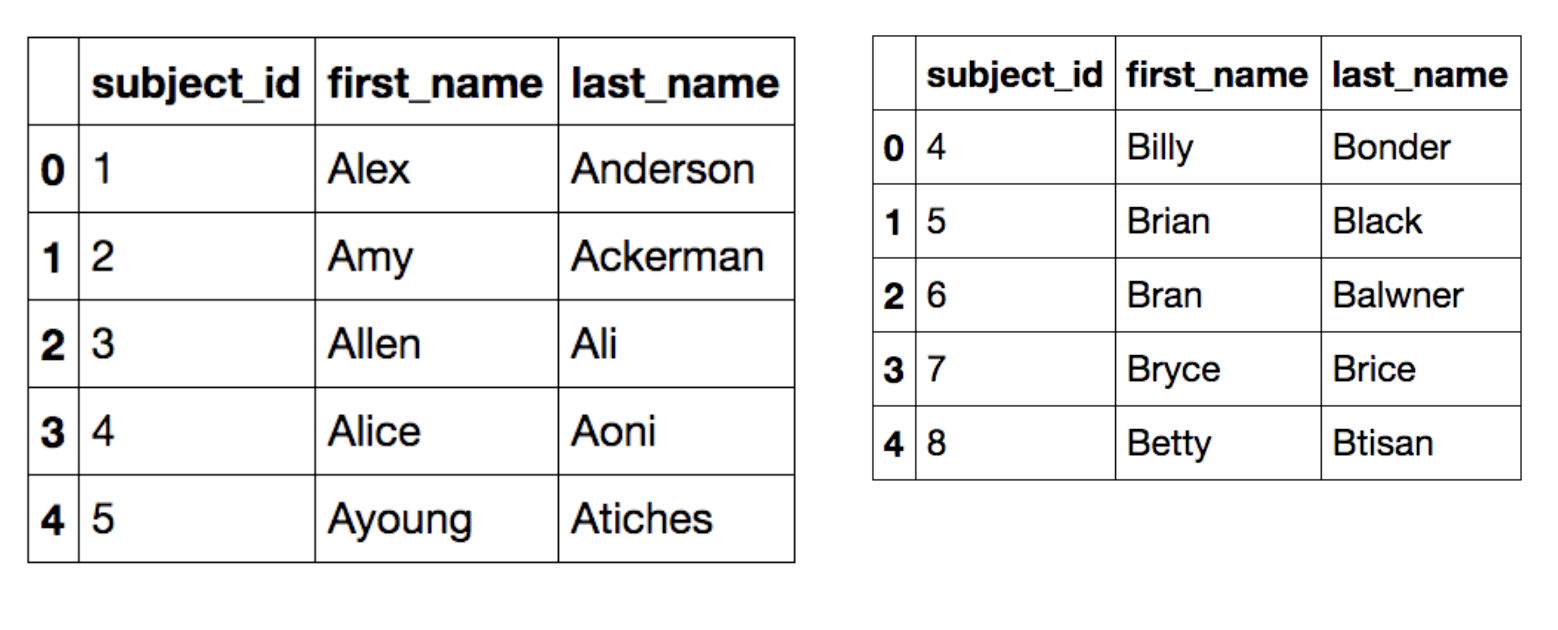 subject_id first_name last_name
0 1 Alex Anderson
1 2 Amy Ackerman
2 3 Allen Ali
3 4 Alice Aoni
4 5 Ayoung Atiches
subject_id first_name last_name
0 4 Billy Bonder
1 5 Brian Black
2 6 Bran Balwner
3 7 Bryce Brice
4 8 Betty Btisan